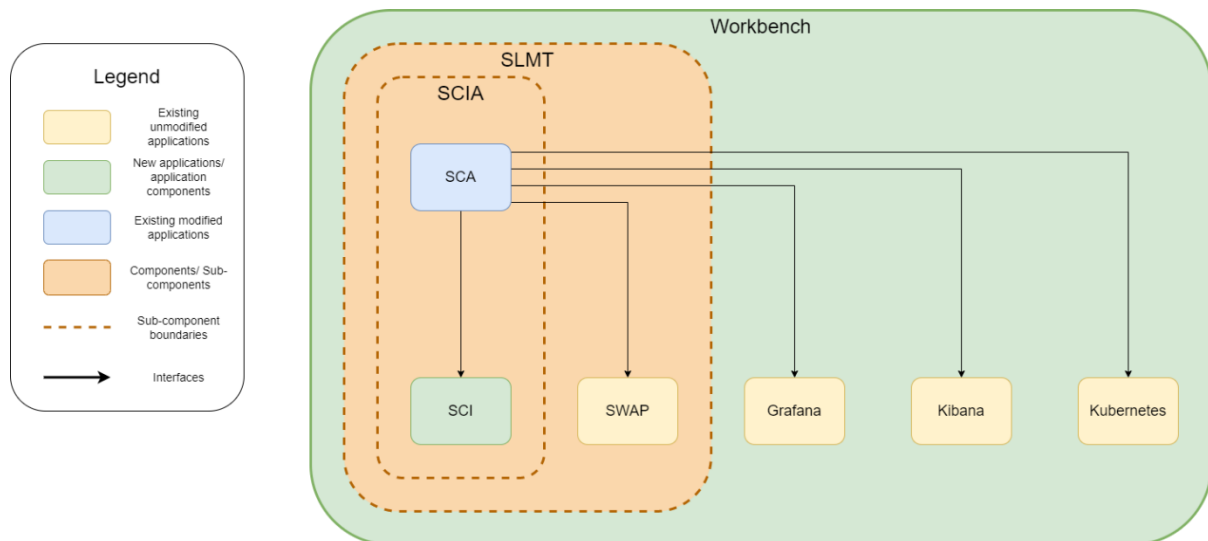 Legend
Existing
unmodified
applications
New applications/
application
components
Existing modified
applications
Components/ Sub-
components
Sub-component
boundaries
Interfaces
Workbench
SLMT
SCIA
SCA
SCI
SWAP
Grafana
Kibana
Kubernetes